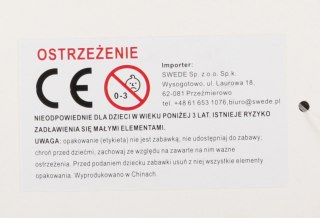 OSTRZEŻENIE
CE
0-3
Importer:
SWEDE Sp. z o.o. Sp.k.
Wysogotowo, ul. Laurowa 18,
62-081 Przeźmierowo
tel. +48 61 653 1076,biuro@swede.pl
NIEODPOWIEDNIE DLA DZIECI W WIEKU PONIŻEJ 3 LAT. ISTNIEJE RYZYKO
ZADŁAWIENIA SIĘ MAŁYMI ELEMENTAMI.
UWAGA: opakowanie (etykieta) nie jest zabawką; nie udostępniaj do zabawy;
chroń od dzieci, zachowaj ze względu na zawarte na nim ważne
ostrzeżenia. Przed podaniem dziecku zabawki usuń z niej wszystkie elementy
opakowania. Wyprodukowano w Chinach.